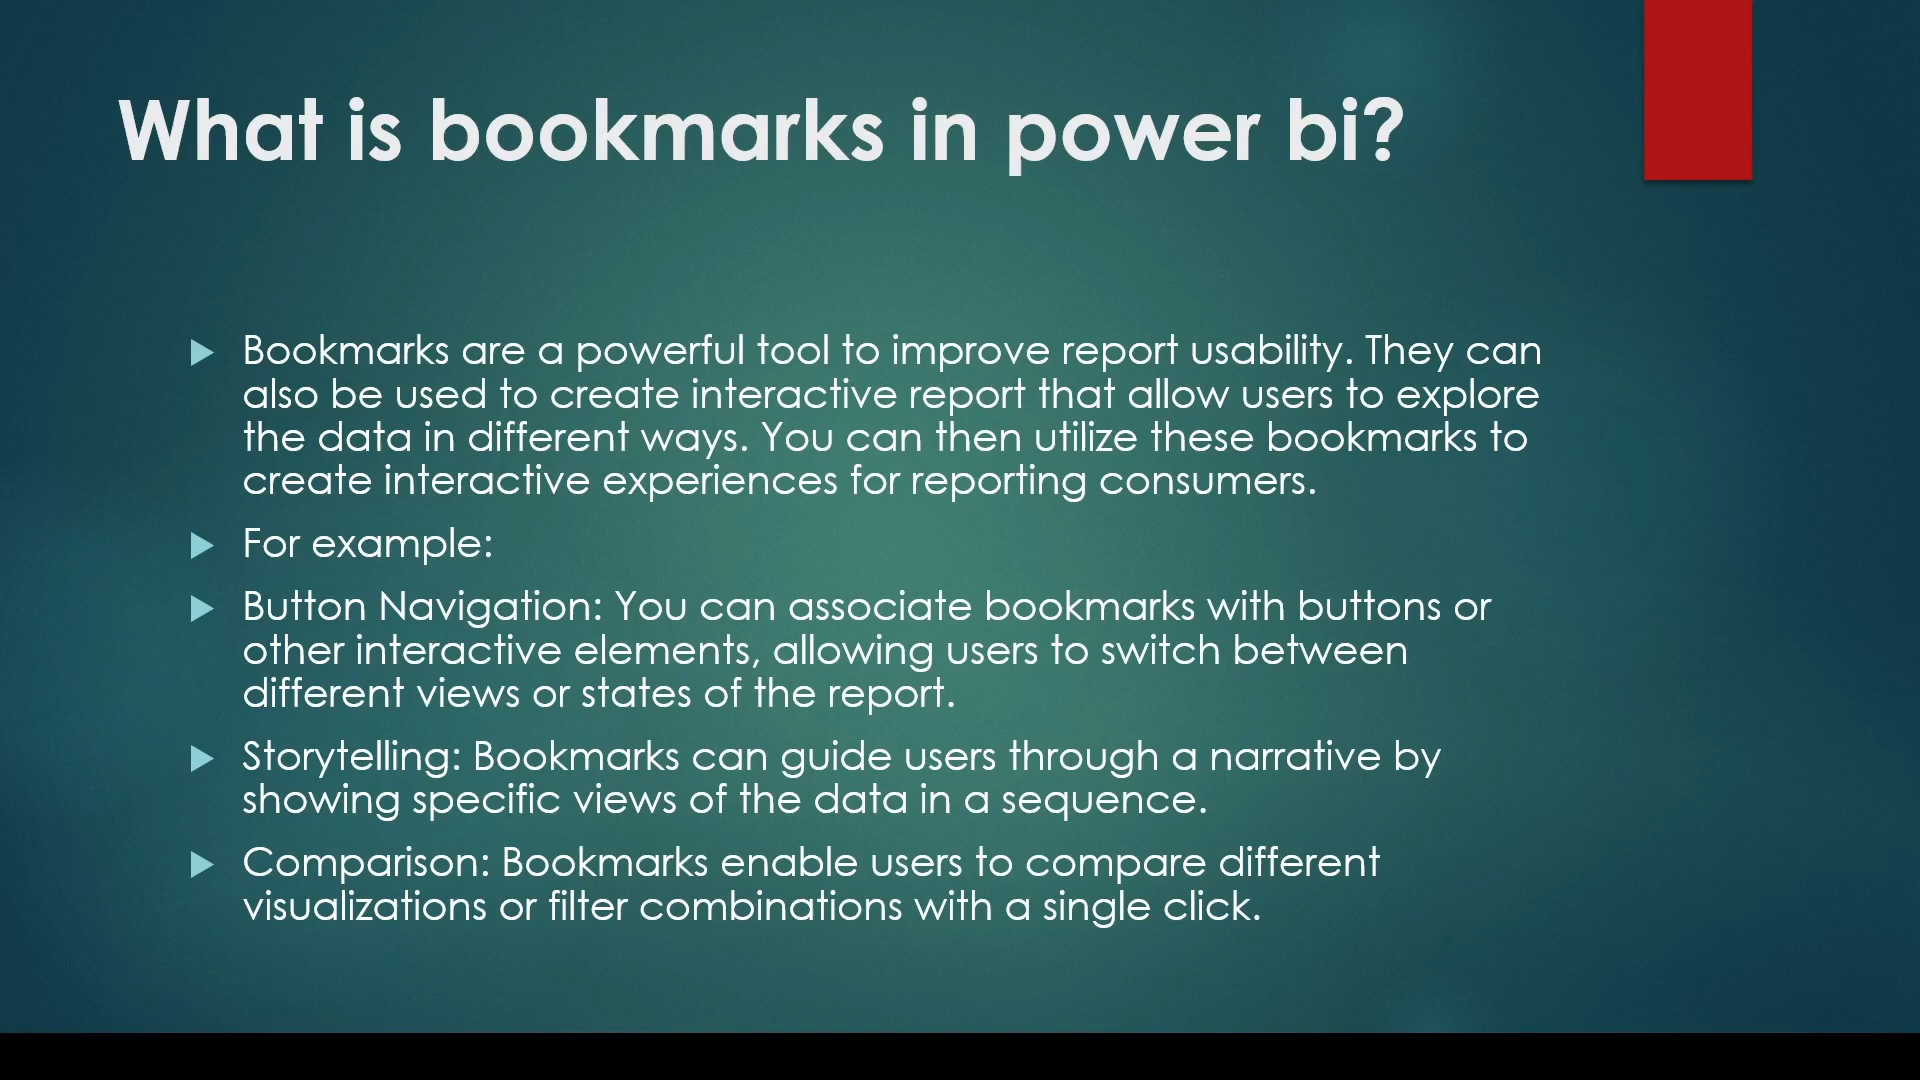 What is bookmarks in power bi?
Bookmarks are a powerful tool to improve report usability. They can
also be used to create interactive report that allow users to explore
the data in different ways. You can then utilize these bookmarks to
create interactive experiences for reporting consumers.
For example:
Button Navigation: You can associate bookmarks with buttons or
other interactive elements, allowing users to switch between
different views or states of the report.
Storytelling: Bookmarks can guide users through a narrative by
showing specific views of the data in a sequence.
Comparison: Bookmarks enable users to compare different
visualizations or filter combinations with a single click.